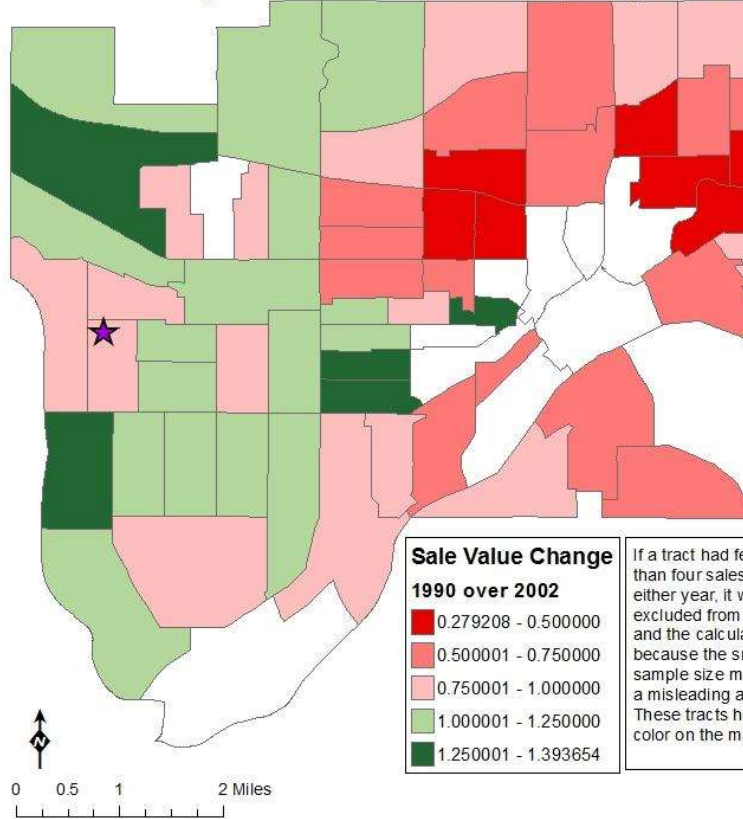 Sale Value Change
1990 over 2002
0.279208 - 0.500000
0.500001 - 0.750000
0.750001 - 1.000000
1.000001 - 1.250000
1.250001 - 1.393654
If a tract had
than four sales
either year, it
excluded from
and the
because the
sample size
a misleading
These tracts
color on the
N
0 0.5 1 2 Miles